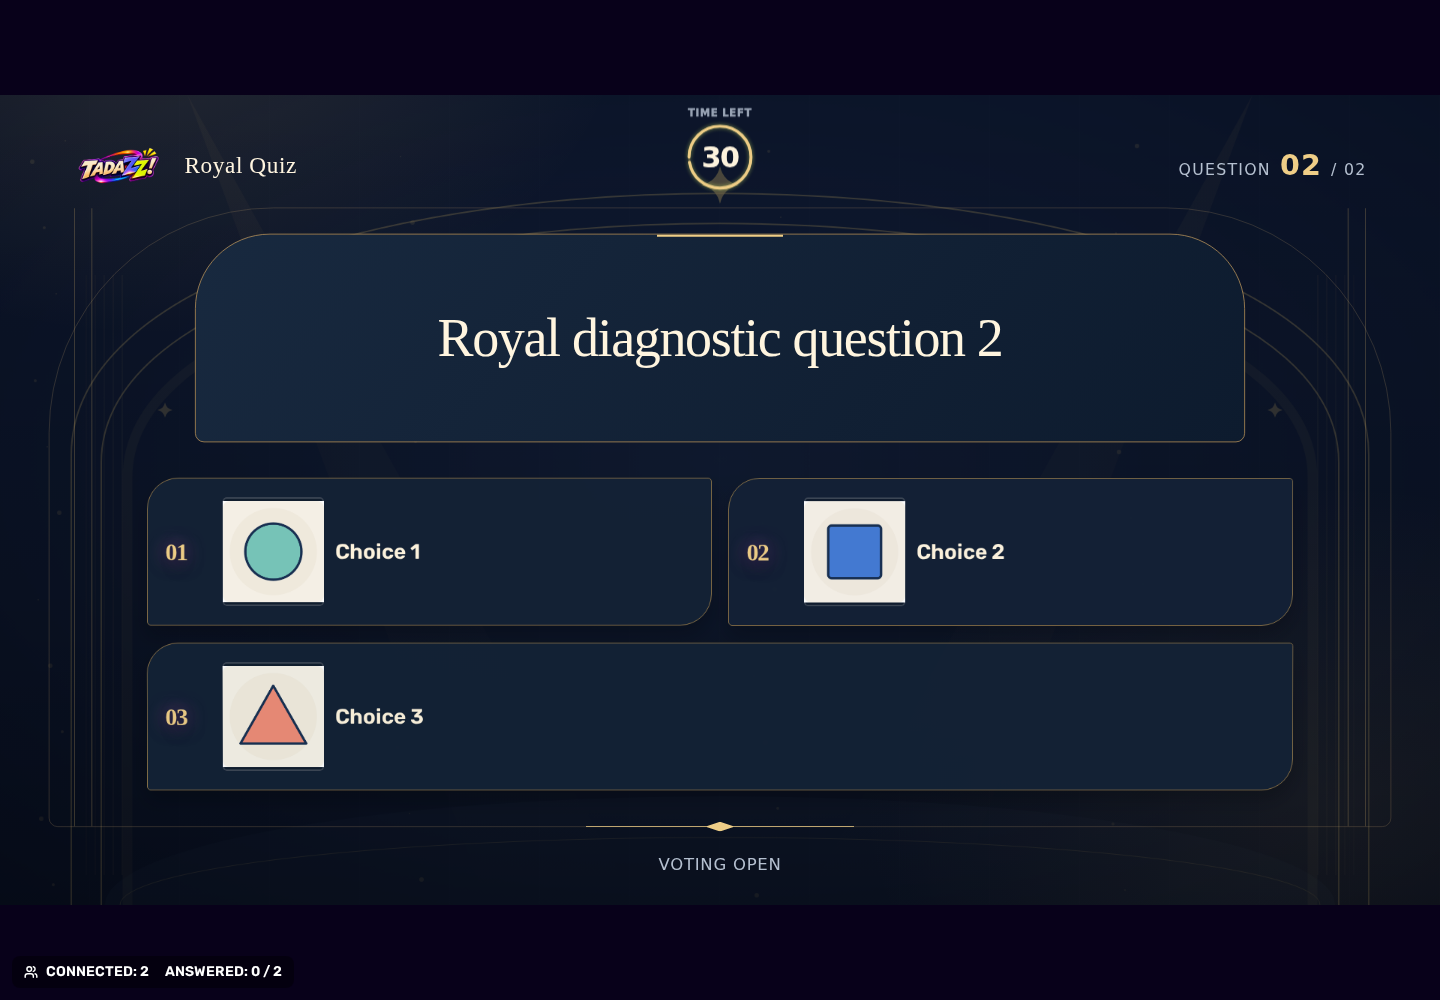 TIME LEFT
30
TADAZZ!
Royal Quiz
QUESTION 02 / 02
Royal diagnostic question 2
01 Choice 1
02 Choice 2
03 Choice 3
VOTING OPEN
CONNECTED: 2 ANSWERED: 0 / 2